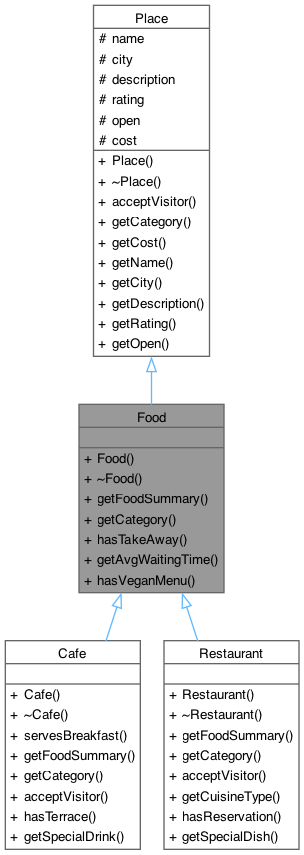 Place
# name
# city
# description
# rating
# open
# cost
+ Place()
+ ~Place()
+ acceptVisitor()
+ getCategory()
+ getCost()
+ getName()
+ getCity()
+ getDescription()
+ getRating()
+ getOpen()
Food
+ Food()
+ ~Food()
+ getFoodSummary()
+ getCategory()
+ hasTakeAway()
+ getAvgWaitingTime()
+ hasVeganMenu()
Cafe
+ Cafe()
+ ~Cafe()
+ servesBreakfast()
+ getFoodSummary()
+ getCategory()
+ acceptVisitor()
+ hasTerrace()
+ getSpecialDrink()
Restaurant
+ Restaurant()
+ ~Restaurant()
+ getFoodSummary()
+ getCategory()
+ acceptVisitor()
+ getCuisineType()
+ hasReservation()
+ getSpecialDish()